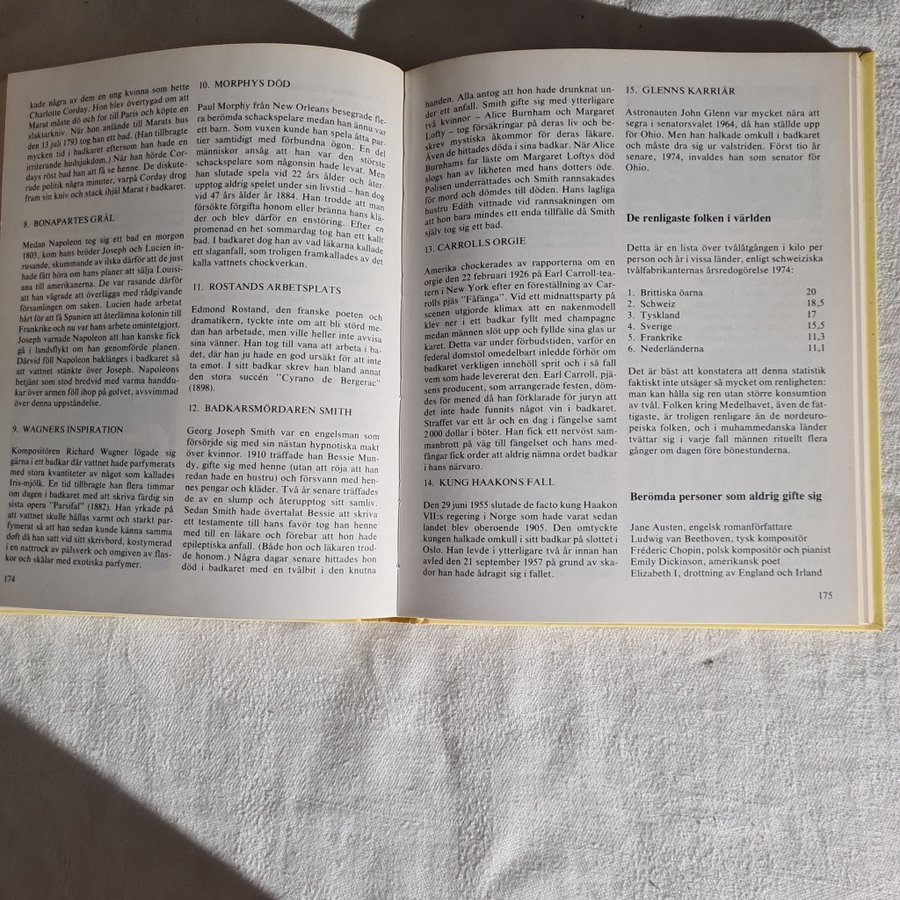 kade några av dem en ung kvinna som hette
Charlotte Corday. Hon blev övertygad om att
Marat måste dö och for till Paris och köpte en
slaktarkniv. När hon anlände till Marats hus
den 13 juli 1793 tog han ett bad. (Han tillbragte
mycken tid i badkaret eftersom han hade en
irriterande hudsjukdom.) När han hörde Cor-
days röst bad han att få se henne. De diskute-
rade politik några minuter, varpå Corday drog
fram sin kniv och stack ihjäl Marat i badkaret.
8. BONAPARTES GRÄL
Medan Napoleon tog sig ett bad en morgon
1803, kom hans bröder Joseph och Lucien in-
rusande, skummande av ilska därför att de just
hade fått höra om hans planer att sälja Louisi-
ana till amerikanerna. De var rasande därför
att han vägrade att överlägga med rådgivande
församlingen om saken. Lucien hade arbetat
hårt för att få Spanien att återlämna kolonin till
Frankrike och nu var hans arbete omintetgjort.
Joseph varnade Napoleon att han kanske fick
gå i landsflykt om han genomförde planen.
Därvid föll Napoleon baklänges i badkaret så
att vattnet stänkte över Joseph. Napoleons
betjänt som stod bredvid med varma handdu-
kar över armen föll ihop på golvet, avsvimmad
över denna uppståndelse.
9. WAGNERS INSPIRATION
Kompositören Richard Wagner lögade sig
gärna i ett badkar där vattnet hade parfymerats
med stora kvantiteter av något som kallades
Iris-mjölk. En tid tillbragte han flera timmar
om dagen i badkaret med att skriva färdig sin
sista opera "Parsifal" (1882). Han yrkade på
att vattnet skulle hållas varmt och starkt par-
fymerat så att han sedan kunde känna samma
doft då han satt vid sitt skrivbord, kostymerad
i en nattrock av pälsverk och omgiven av flas-
kor och skålar med exotiska parfymer.
174
10. MORPHYS DÖD
Paul Morphy från New Orleans besegrade fle-
ra berömda schackspelare medan han ännu var
ett barn. Som vuxen kunde han spela åtta par-
tier samtidigt med förbundna ögon. En del
människor ansåg att han var den störste
schackspelare som någonsin hade levat. Men
han slutade spela vid 22 års ålder och åter-
upptog aldrig spelet under sin livstid – han dog
vid 47 års ålder år 1884. Han trodde att man
försökte förgifta honom eller bränna hans klä-
der och blev därför en enstöring. Efter en
promenad en het sommardag tog han ett kallt
bad. I badkaret dog han av vad läkarna kallade
ett slaganfall, som troligen framkallades av det
kalla vattnets chockverkan.
11. ROSTANDS ARBETSPLATS
Edmond Rostand, den franske poeten och
dramatikern, tyckte inte om att bli störd me-
dan han arbetade, men ville heller inte avvisa
sina vänner. Han tog till vana att arbeta i ba-
det, där han ju hade en god ursäkt för att inte
ta emot. I sitt badkar skrev han bland annat
den stora succén "Cyrano de Bergerac"
(1898).
12. BADKARSMÖRDAREN SMITH
Georg Joseph Smith var en engelsman som
försörjde sig med sin nästan hypnotiska makt
över kvinnor. 1910 träffade han Bessie Mun-
dy, gifte sig med henne (utan att röja att han
redan hade en hustru) och försvann med hen-
nes pengar och kläder. Två år senare träffades
de av en slump och återupptog sitt samliv.
Sedan Smith hade övertalat Bessie att skriva
ett testamente till hans favör tog han henne
med till en läkare och förebar att hon hade
epileptiska anfall. (Både hon och läkaren trod-
de honom.) Några dagar senare hittades hon
död i badkaret med en tvålbit i den knutna
handen. Alla antog att hon hade drunknat un-
der ett anfall. Smith gifte sig med ytterligare
två kvinnor – Alice Burnham och Margaret
Lofty – tog försäkringar på deras liv och be-
skrev mystiska åkommor för deras läkare.
Även de hittades döda i sina badkar. När Alice
Burnhams far läste om Margaret Loftys död
slogs han av likheten med hans dotters öde.
Polisen underrättades och Smith rannsakades
för mord och dömdes till döden. Hans lagliga
hustru Edith vittnade vid rannsakningen om
att hon bara mindes ett enda tillfälle då Smith
själv tog sig ett bad.
13. CARROLLS ORGIE
Amerika chockerades av rapporterna om en
orgie den 22 februari 1926 på Earl Carroll-tea-
tern i New York efter en föreställning av Car-
rolls pjäs "Fåfänga". Vid ett midnattsparty på
scenen utgjorde klimax att en nakenmodell
klev ner i ett badkar fyllt med champagne
medan männen slöt upp och fyllde sina glas ur
karet. Detta var under förbudstiden, varför en
federal domstol omedelbart inledde förhör om
badkaret verkligen innehöll sprit och i så fall
vem som hade levererat den. Earl Carroll, pjä-
sens producent, som arrangerade festen, döm-
des för mened då han förklarade för juryn att
det inte hade funnits något vin i badkaret.
Straffet var ett år och en dag i fängelse samt
2 000 dollar i böter. Han fick ett nervöst sam-
manbrott på väg till fängelset och hans med-
fångar fick order att aldrig nämna ordet badkar
i hans närvaro.
14. KUNG HAAKONS FALL
Den 29 juni 1955 slutade de facto kung Haakon
VII:s regering i Norge som hade varat sedan
landet blev oberoende 1905. Den omtyckte
kungen halkade omkull i sitt badkar på slottet i
Oslo. Han levde i ytterligare två år innan han
avled den 21 september 1957 på grund av ska-
dor han hade ådragit sig i fallet.
15. GLENNS KARRIÄR
Astronauten John Glenn var mycket nära att
segra i senatorsvalet 1964, då han ställde upp
för Ohio. Men han halkade omkull i badkaret
och måste dra sig ur valstriden. Först tio år
senare, 1974, invaldes han som senator för
Ohio.
De renligaste folken i världen
Detta är en lista över tvålåtgången i kilo per
person och år i vissa länder, enligt schweiziska
tvålfabrikanternas årsredogörelse 1974:
1. Brittiska öarna 20
2. Schweiz 18,5
3. Tyskland 17
4. Sverige 15,5
5. Frankrike 11,3
6. Nederländerna 11,1
Det är bäst att konstatera att denna statistik
faktiskt inte utsäger så mycket om renligheten:
man kan hålla sig ren utan större konsumtion
av tvål. Folken kring Medelhavet, även de fat-
tigaste, är troligen renligare än de nordeuro-
peiska folken, och i muhammedanska länder
tvättar sig i varje fall männen rituellt flera
gånger om dagen före bönestunderna.
Berömda personer som aldrig gifte sig
Jane Austen, engelsk romanförfattare
Ludwig van Beethoven, tysk kompositör
Fréderic Chopin, polsk kompositör och pianist
Emily Dickinson, amerikansk poet
Elizabeth I, drottning av England och Irland
175